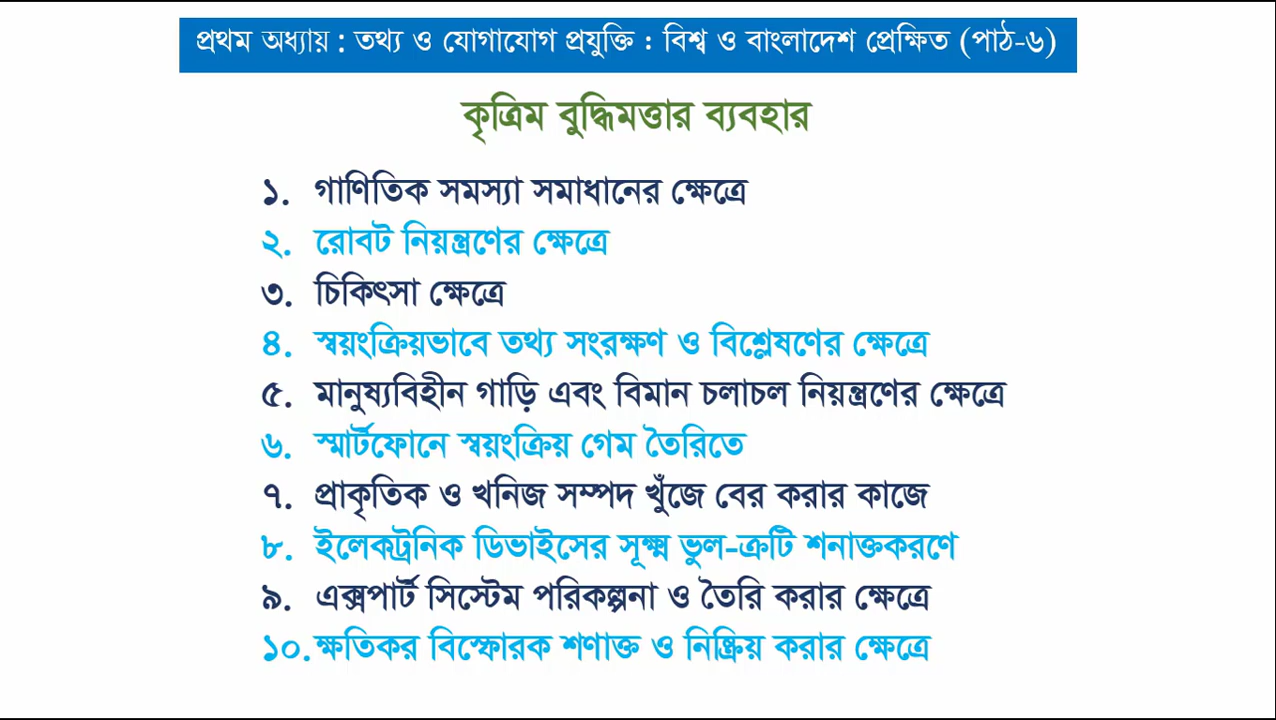 প্রথম অধ্যায় : তথ্য ও যোগাযোগ প্রযুক্তি : বিশ্ব ও বাংলাদেশ প্রেক্ষিত (পাঠ-৬)
কৃত্রিম বুদ্ধিমত্তার ব্যবহার
১. গাণিতিক সমস্যা সমাধানের ক্ষেত্রে
২. রোবট নিয়ন্ত্রণের ক্ষেত্রে
৩. চিকিৎসা ক্ষেত্রে
৪. স্বয়ংক্রিয়ভাবে তথ্য সংরক্ষণ ও বিশ্লেষণের ক্ষেত্রে
৫. মানুষ্যবিহীন গাড়ি এবং বিমান চলাচল নিয়ন্ত্রণের ক্ষেত্রে
৬. স্মার্টফোনে স্বয়ংক্রিয় গেম তৈরিতে
৭. প্রাকৃতিক ও খনিজ সম্পদ খুঁজে বের করার কাজে
৮. ইলেকট্রনিক ডিভাইসের সূক্ষ্ম ভুল-ক্রটি শনাক্তকরণে
৯. এক্সপার্ট সিস্টেম পরিকল্পনা ও তৈরি করার ক্ষেত্রে
১০. ক্ষতিকর বিস্ফোরক শণাক্ত ও নিষ্ক্রিয় করার ক্ষেত্রে